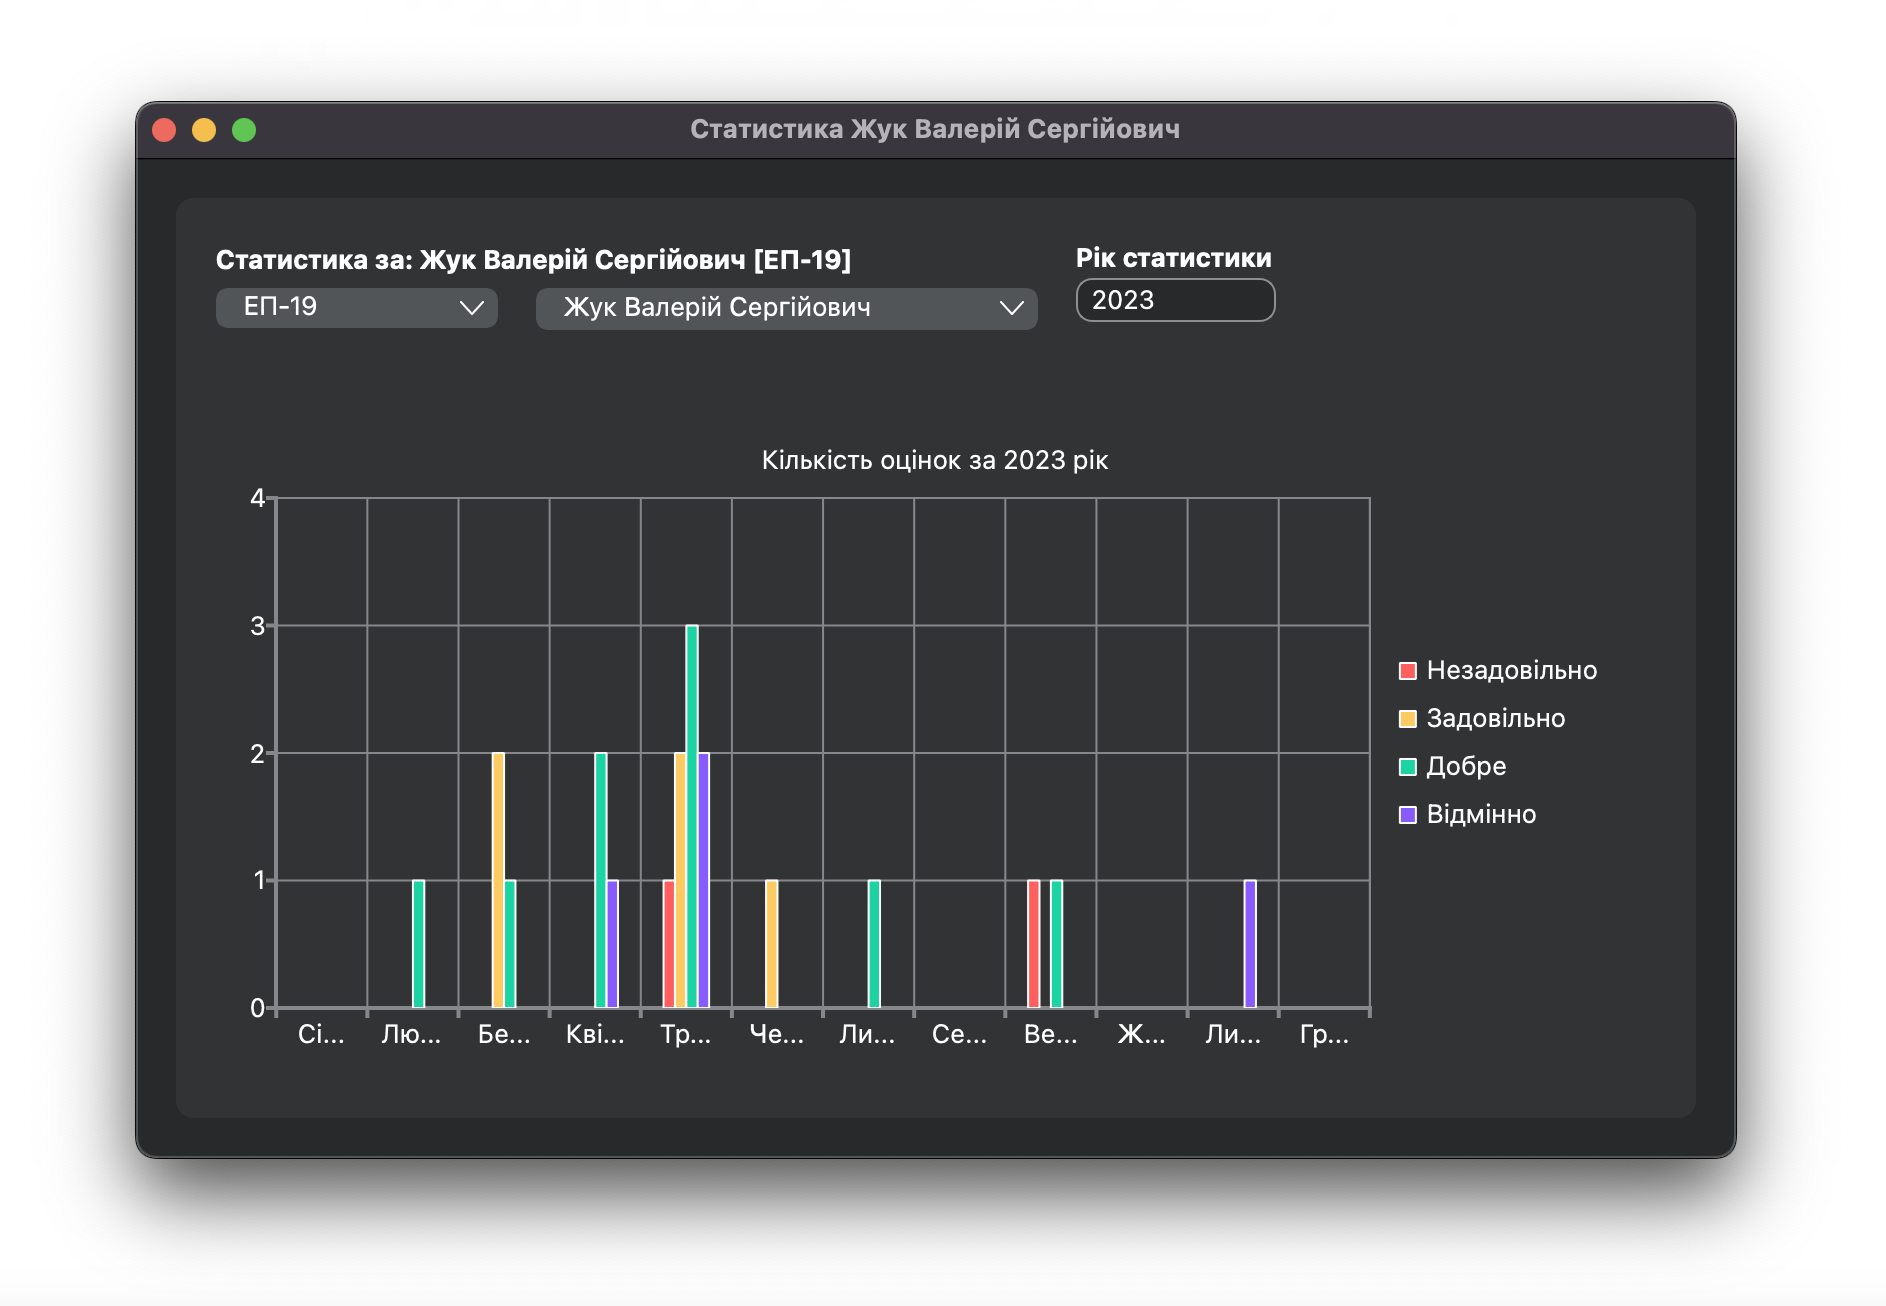 Статистика Жук Валерій Сергійович
Статистика за: Жук Валерій Сергійович [ЕП-19]
Рік статистики
ЕП-19
Жук Валерій Сергійович
2023
Кількість оцінок за 2023 рік
4
3
2
1
0
Сі... Лю... Бе... Кві... Тр... Че... Ли... Се... Ве... Ж... Ли... Гр...
Незадовільно
Задовільно
Добре
Відмінно